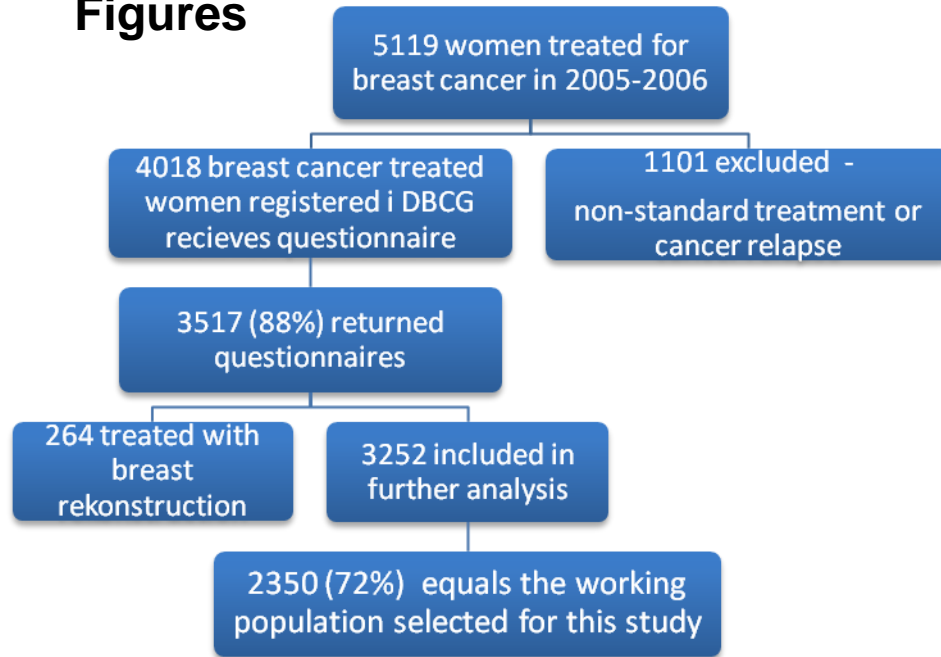 Figures
5119 women treated for
breast cancer in 2005-2006
4018 breast cancer treated
women registered i DBCG
recieves questionnaire
1101 excluded -
non-standard treatment or
cancer relapse
3517 (88%) returned
questionnaires
264 treated with
breast
rekonstruction
3252 included in
further analysis
2350 (72%) equals the working
population selected for this study